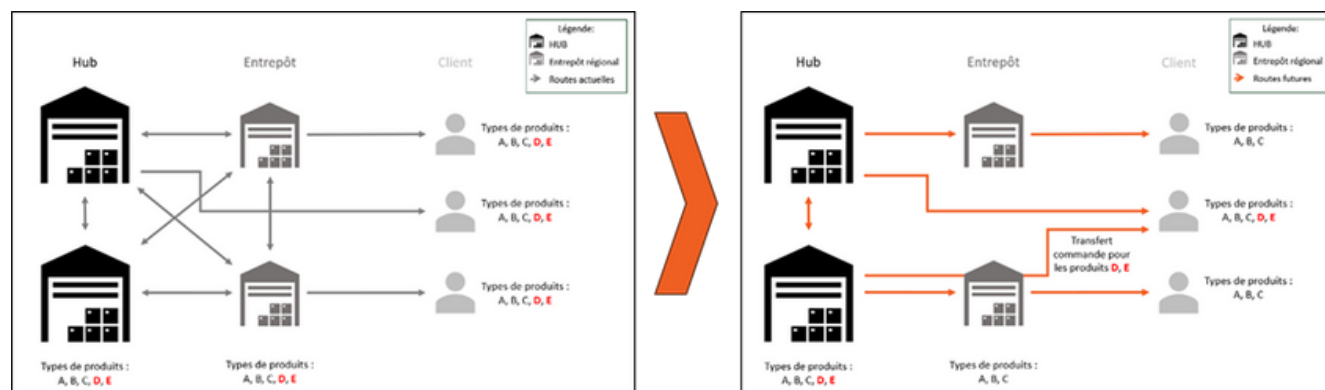 Légende:
HUB
Entrepôt régional
Routes actuelles
Hub
Entrepôt
Client
Types de produits :
A, B, C, D, E
Types de produits :
A, B, C, D, E
Types de produits :
A, B, C, D, E
Types de produits :
A, B, C, D, E
Types de produits :
A, B, C, D, E
Légende:
HUB
Entrepôt régional
Routes futures
Hub
Entrepôt
Client
Types de produits :
A, B, C
Types de produits :
A, B, C, D, E
Transfert
commande pour
les produits D, E
Types de produits :
A, B, C
Types de produits :
A, B, C, D, E
Types de produits :
A, B, C